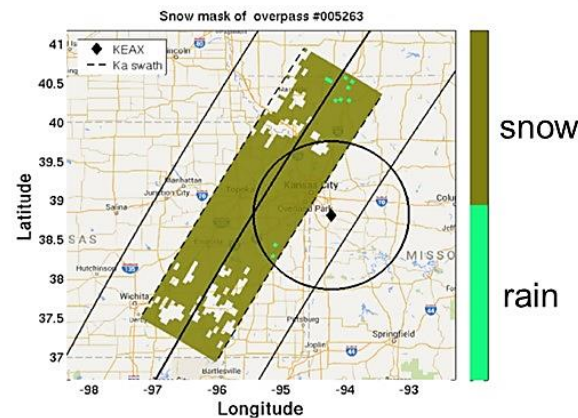 Snow mask of overpass #005263
KEAX
Ka swath
41
40.5
40
39.5
39
38.5
38
37.5
37
Latitude
-98
-97
-96
-95
-94
-93
Longitude
snow
rain
Lincoln
Manhattan
Junction City
Salina
Topeka
Kansas City
Overland Park
SAS
MISSO
Hutchinson
Wichita
Pittsburg
Joplin
Springfield
Bartlesville